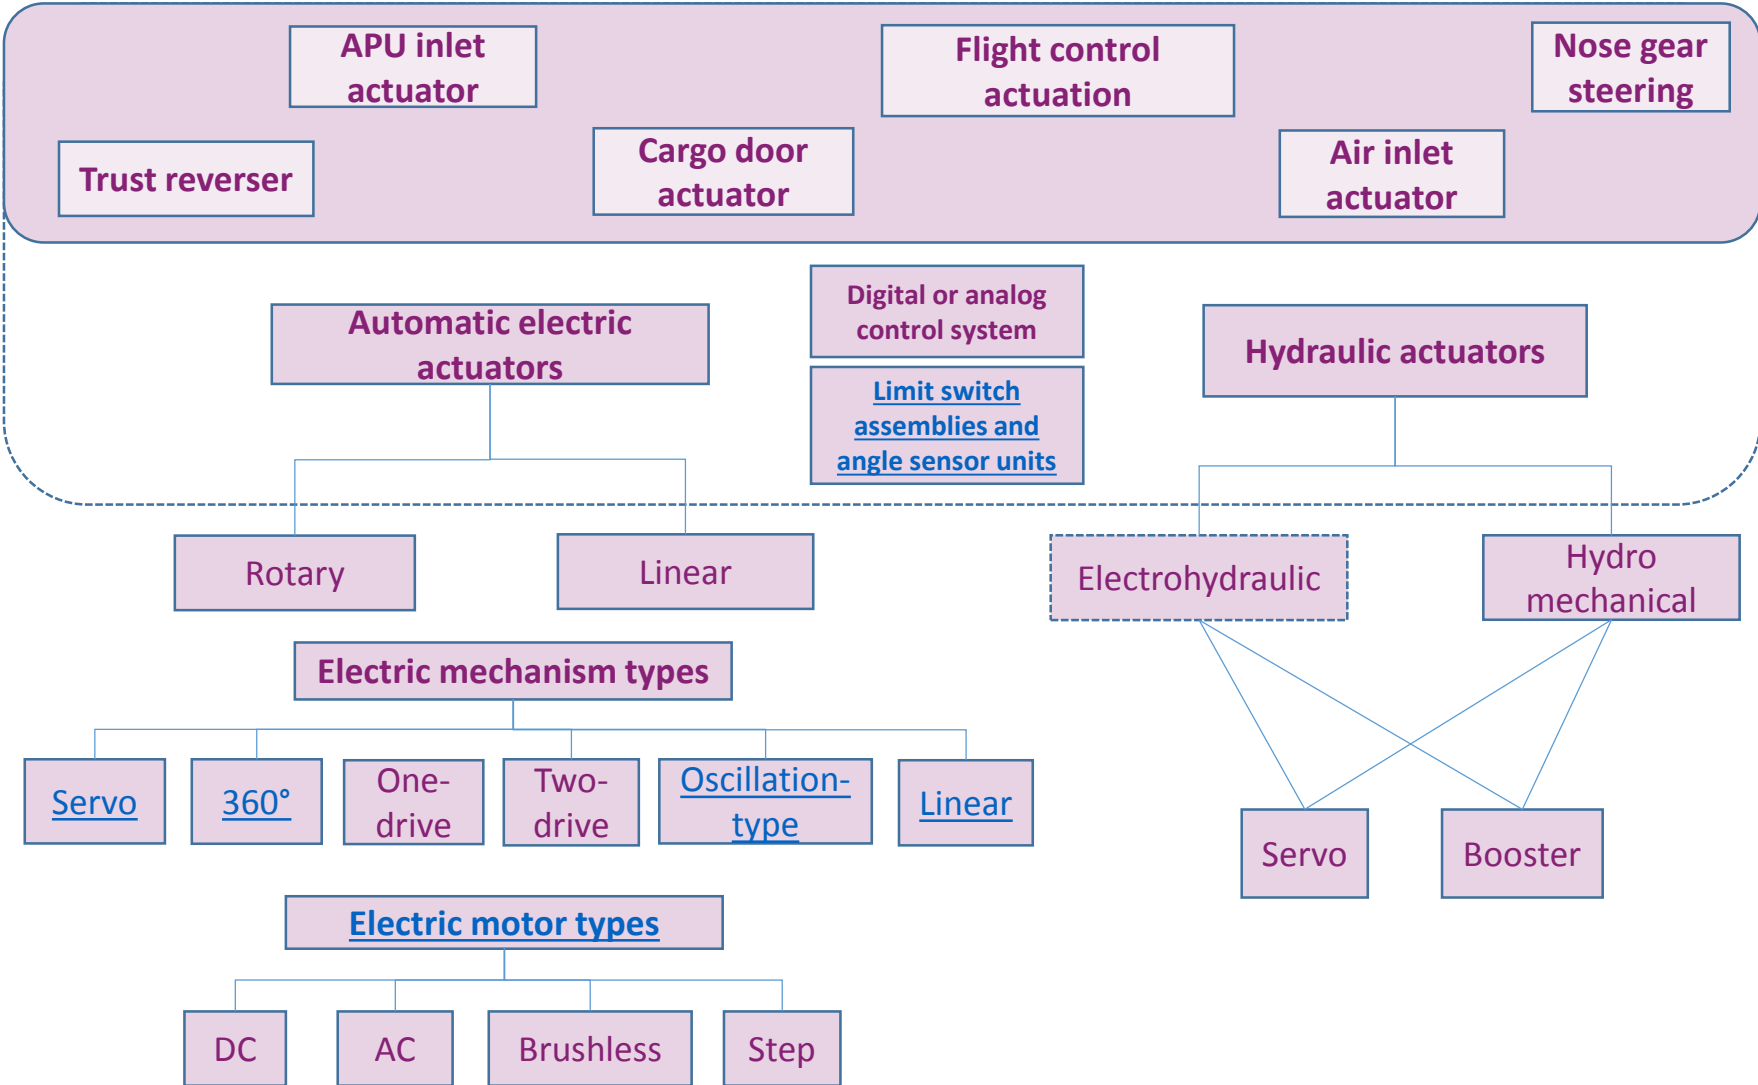 APU inlet
actuator
Flight control
actuation
Nose gear
steering
Trust reverser
Cargo door
actuator
Air inlet
actuator
Automatic electric
actuators
Digital or analog
control system
Limit switch
assemblies and
angle sensor units
Hydraulic actuators
Rotary
Linear
Electrohydraulic
Hydro
mechanical
Electric mechanism types
Servo
360°
One-
drive
Two-
drive
Oscillation-
type
Linear
Servo
Booster
Electric motor types
DC
AC
Brushless
Step